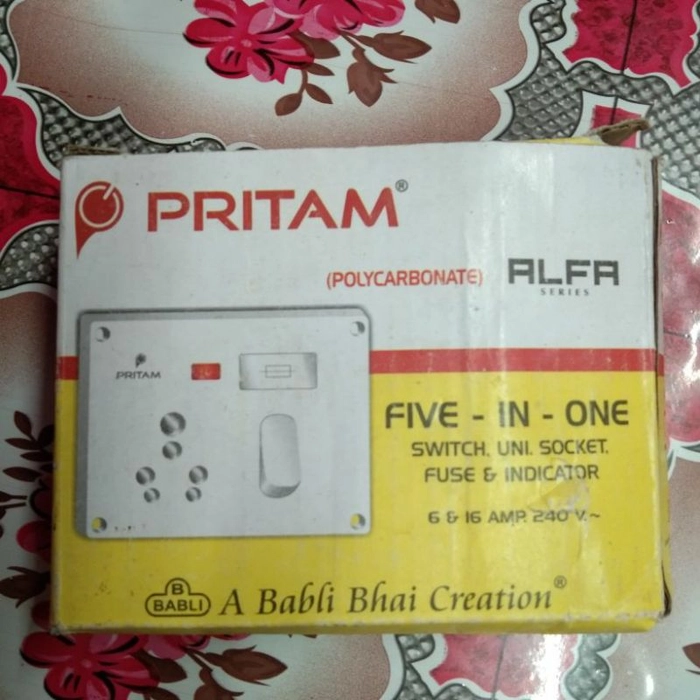 PRITAM®
(POLYCARBONATE) ALFA
SERIES
PRITAM
FIVE - IN - ONE
SWITCH, UNI. SOCKET,
FUSE & INDICATOR
6 & 16 AMP. 240 V.~
B
BABLI A Babli Bhai Creation®